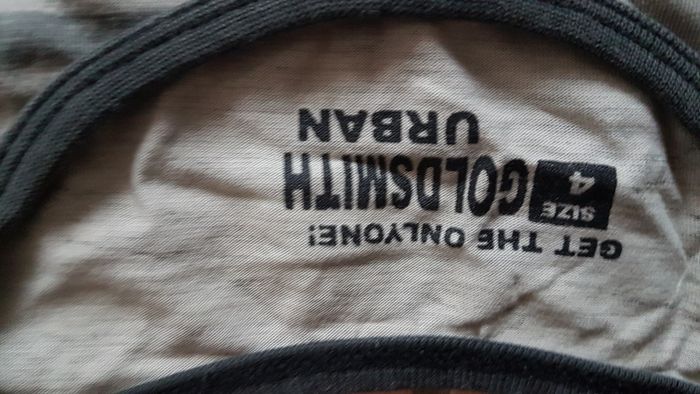 GET THE ONLYONE!
SIZE
4
GOLDSMITH
URBAN